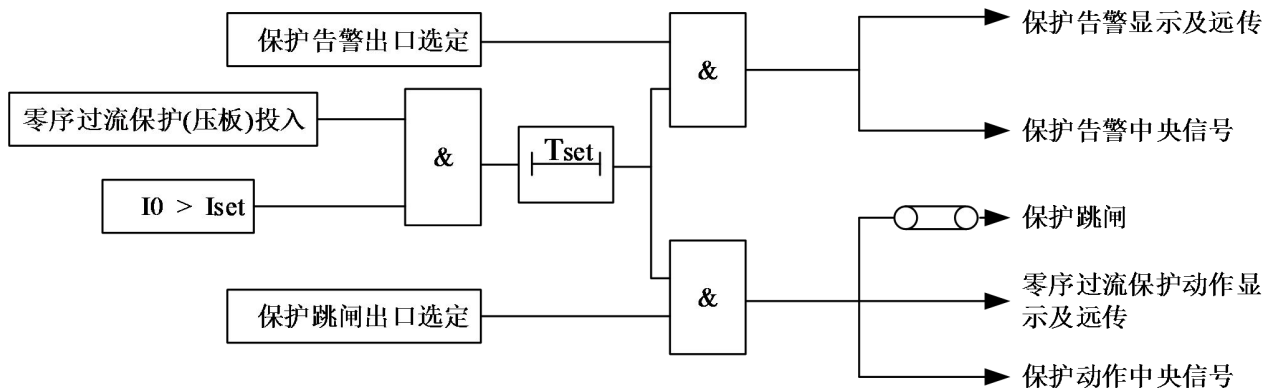 保护告警显示及远传
保护告警出口选定
&
零序过流保护(压板)投入
保护告警中央信号
&
Tset
I0 > Iset
保护跳闸
零序过流保护动作显
示及远传
保护跳闸出口选定
&
保护动作中央信号